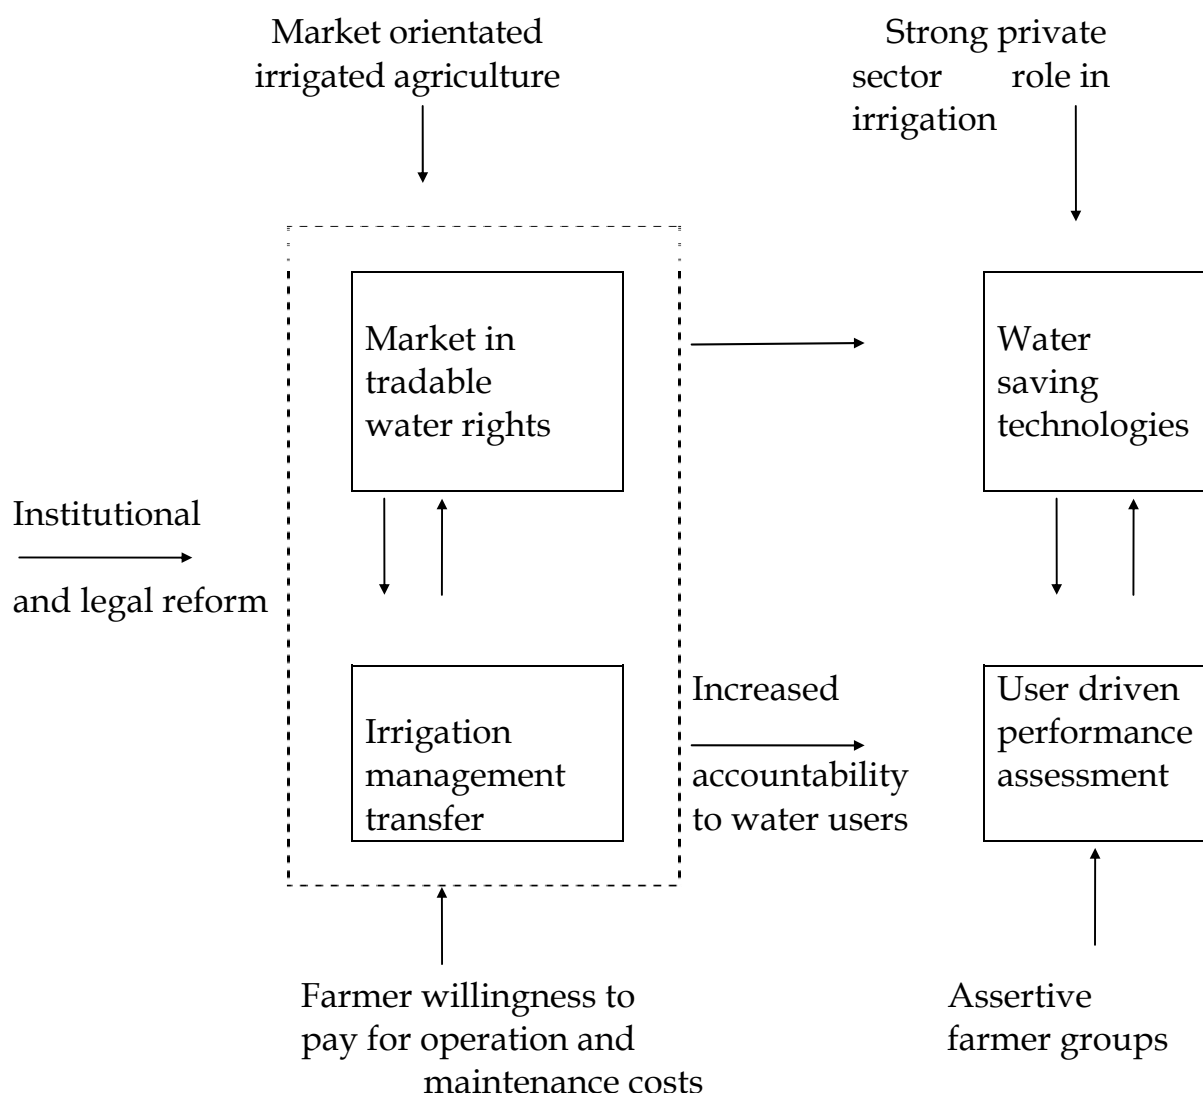 Market orientated
irrigated agriculture
Strong private
sector role in
irrigation
Market in
tradable
water rights
Water
saving
technologies
Institutional
and legal reform
Irrigation
management
transfer
Increased
accountability
to water users
User driven
performance
assessment
Farmer willingness to
pay for operation and
maintenance costs
Assertive
farmer groups